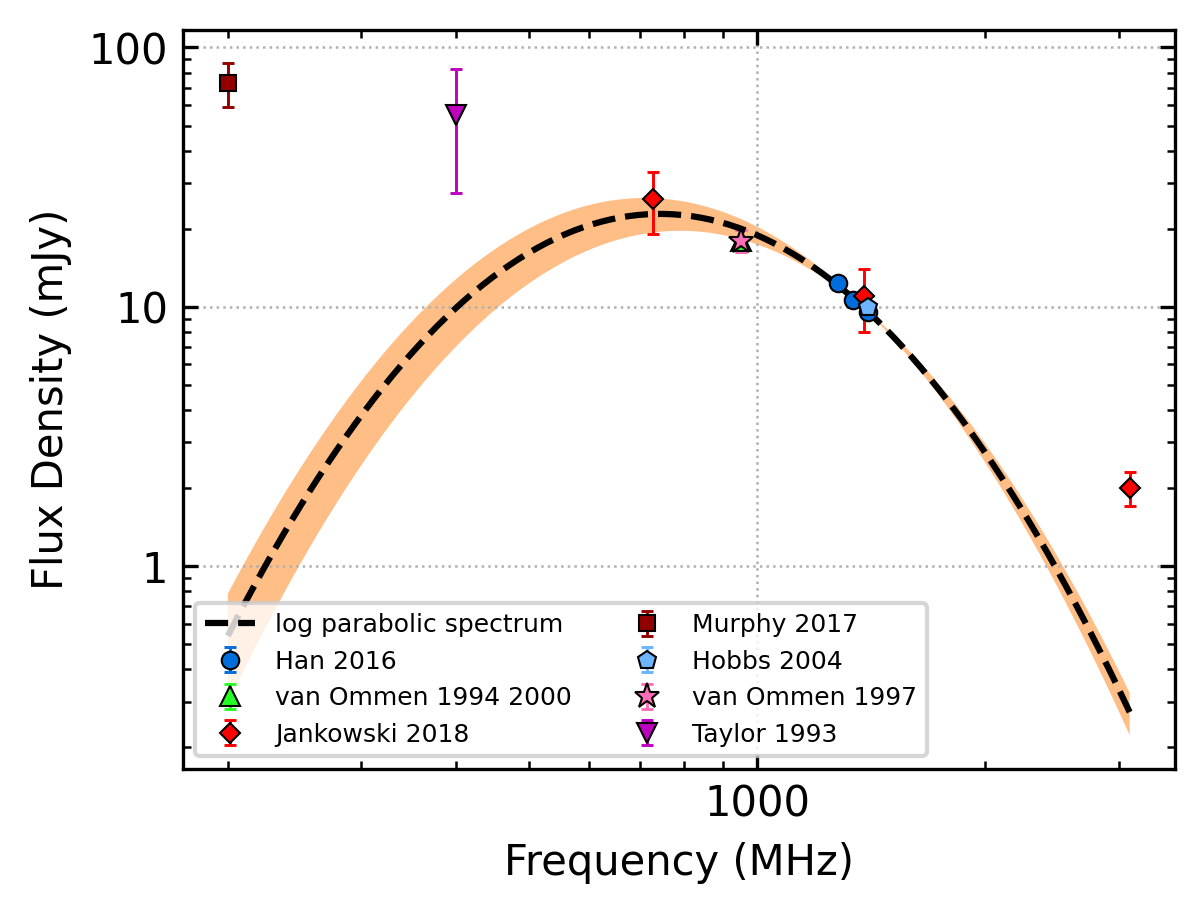 100
10
1
Flux Density (mJy)
log parabolic spectrum
Han 2016
van Ommen 1994 2000
Jankowski 2018
Murphy 2017
Hobbs 2004
van Ommen 1997
Taylor 1993
1000
Frequency (MHz)